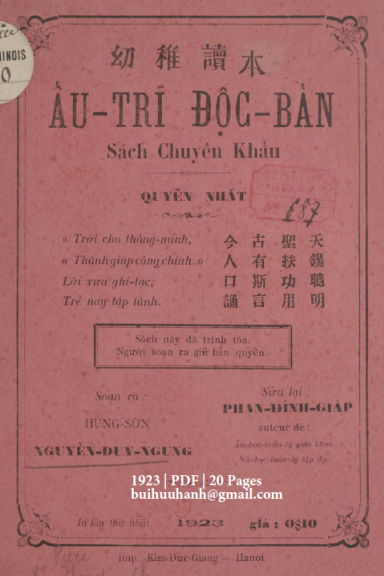 INOIS
0
幼稚讀本
ẤU-TRĨ ĐỘC-BẢN
Sách Chuyền Khẩu
QUYỂN NHẤT
687
« Trời cho thông-minh,
« Thánh giúp công chính. »
Lời xưa ghi-tạc,
Trẻ nay tập tành.
今古聖天
人有扶錫
口斯功聰
誦言用明
Sách này đã trình tòa.
Người soạn ra giữ bản quyền.
Soạn ra
HÙNG-SƠN
NGUYỄN-DUY-NGUNG
Sửa lại :
PHAN-ĐÌNH-GIÁP
auteur de :
Ấu-học-luân-lý giáo khoa.
Nữ-học-luân-lý tập đọc.
1923 | PDF | 20 Pages
buihuuhanh@gmail.com
In lần thứ nhất
1923
giá : 0$10
Imp. Kim-Đức-Giang — Hanoi.